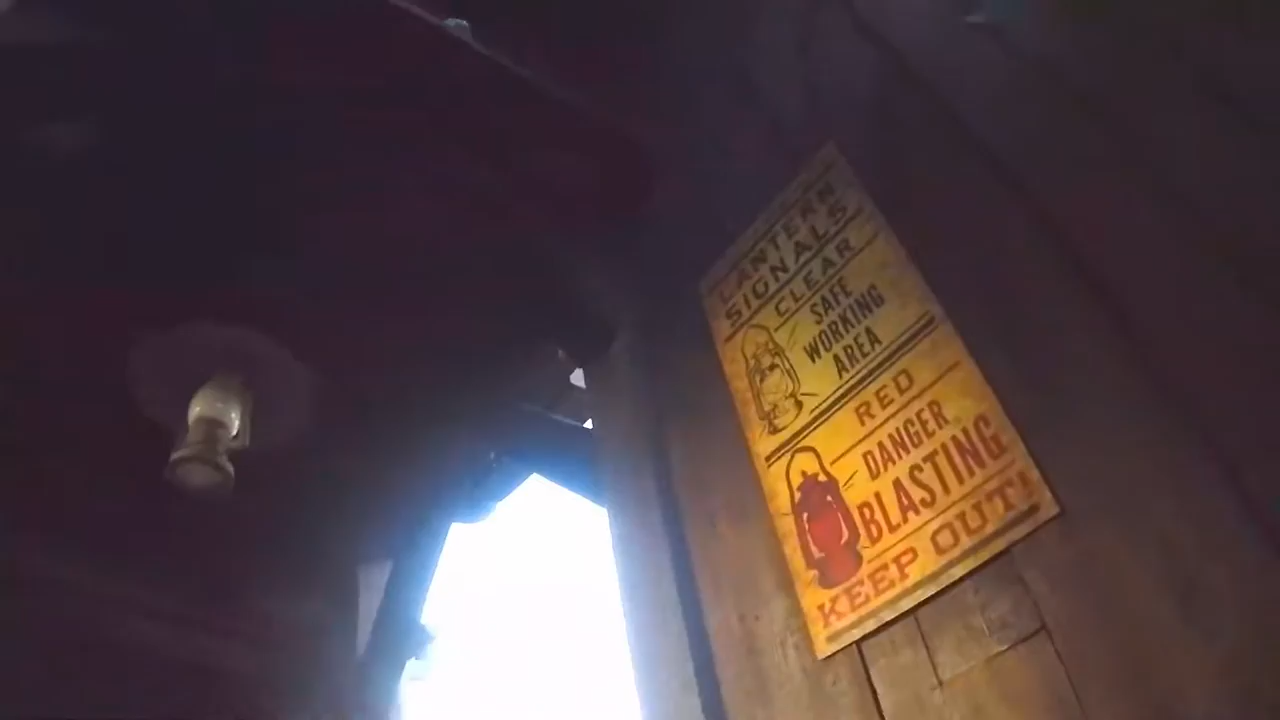 LANTERN
SIGNALS
CLEAR
SAFE
WORKING
AREA
RED
DANGER
BLASTING
KEEP OUT!